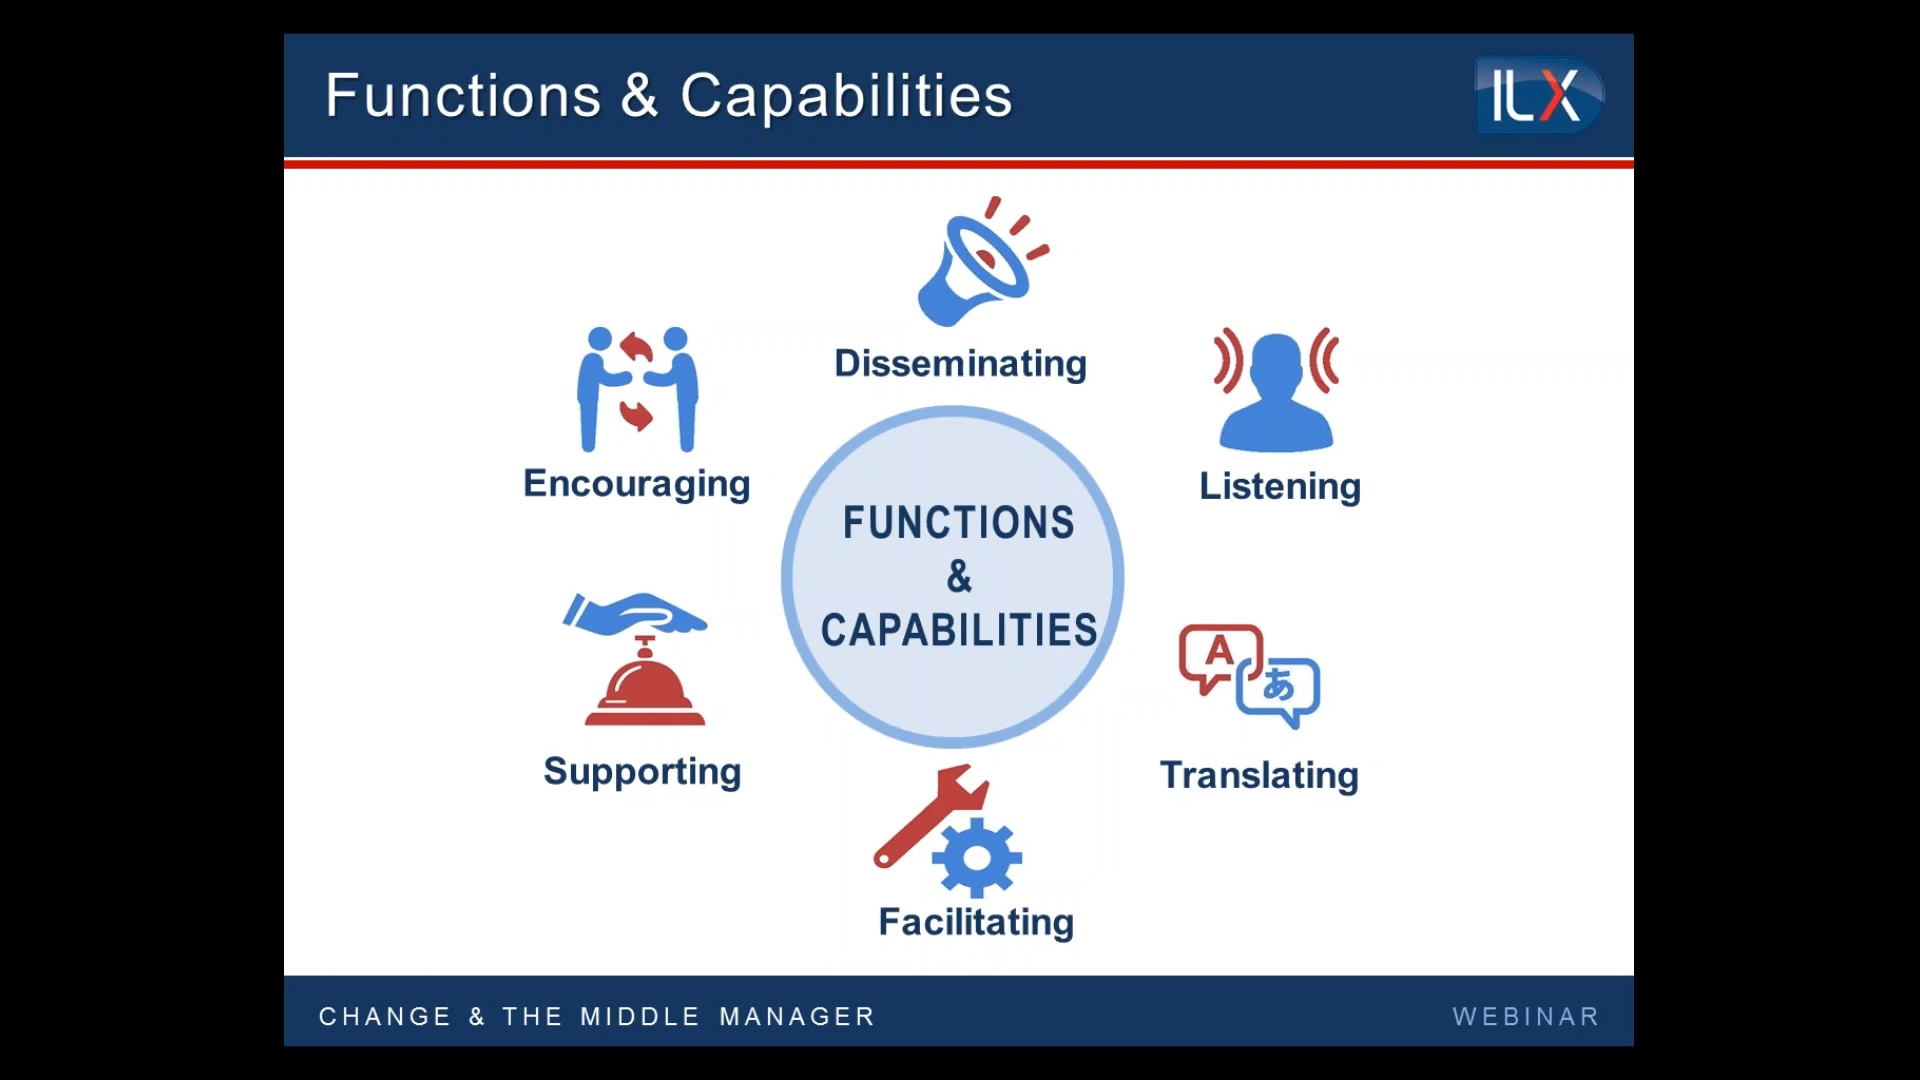 Functions & Capabilities
ILX
Disseminating
Encouraging
Listening
FUNCTIONS
&
CAPABILITIES
A
あ
Supporting
Translating
Facilitating
CHANGE & THE MIDDLE MANAGER
WEBINAR